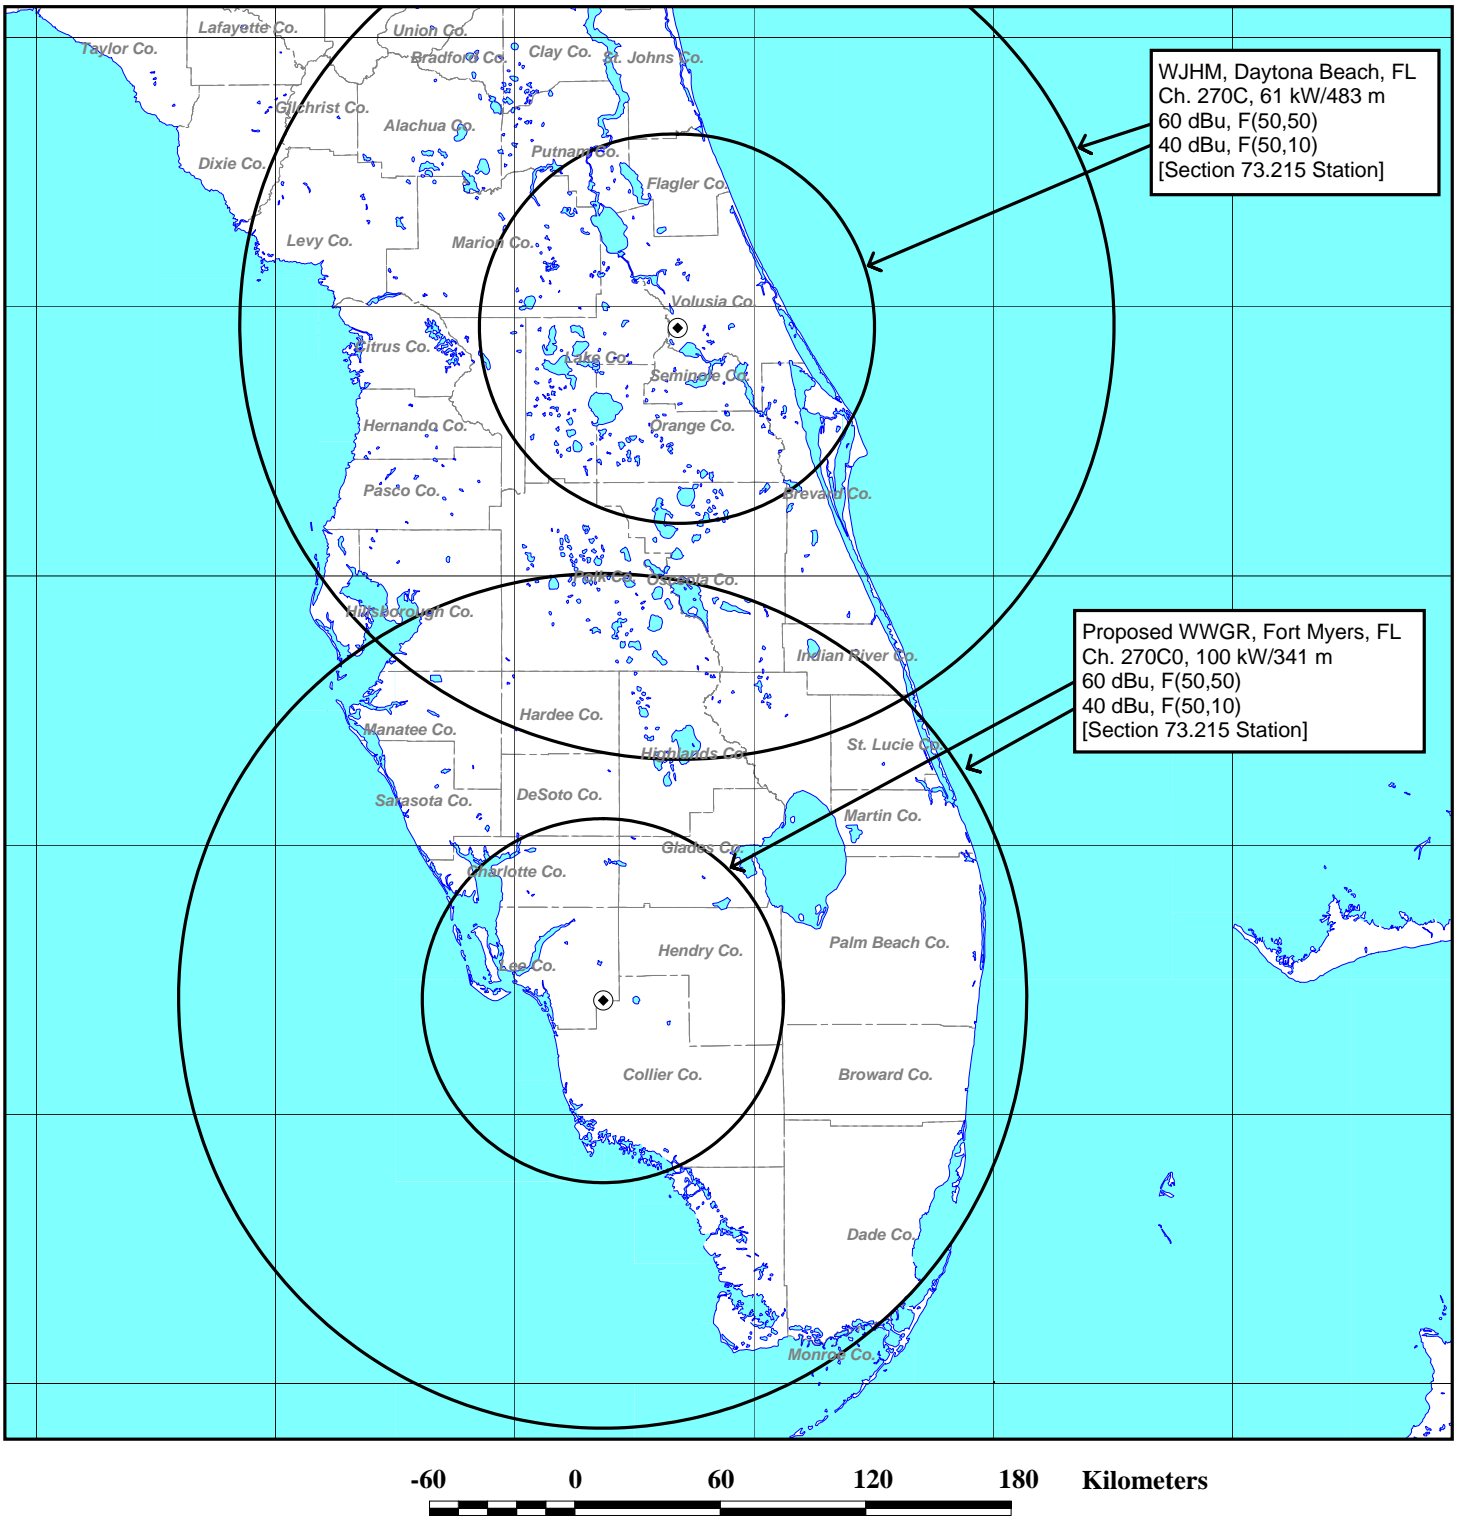 Lafayette Co.
Union Co.
Taylor Co.
Bradford Co.
Clay Co.
St. Johns Co.
Gilchrist Co.
Alachua Co.
Dixie Co.
Putnam Co.
Flagler Co.
Levy Co.
Marion Co.
Volusia Co.
Citrus Co.
Lake Co.
Seminole Co.
Hernando Co.
Orange Co.
Pasco Co.
Brevard Co.
Polk Co.
Osceola Co.
Hillsborough Co.
Indian River Co.
Hardee Co.
Manatee Co.
Highlands Co.
St. Lucie Co.
Sarasota Co.
DeSoto Co.
Martin Co.
Glades Co.
Charlotte Co.
Hendry Co.
Palm Beach Co.
Lee Co.
Collier Co.
Broward Co.
Dade Co.
Monroe Co.
WJHM, Daytona Beach, FL
Ch. 270C, 61 kW/483 m
60 dBu, F(50,50)
40 dBu, F(50,10)
[Section 73.215 Station]
Proposed WWGR, Fort Myers, FL
Ch. 270C0, 100 kW/341 m
60 dBu, F(50,50)
40 dBu, F(50,10)
[Section 73.215 Station]
-60 0 60 120 180 Kilometers